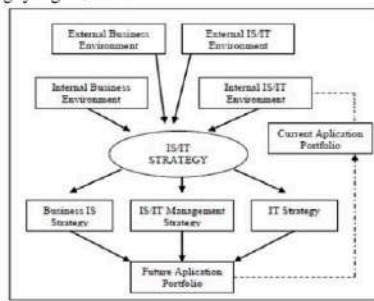 External Business
Environment
External IS/IT
Environment
Internal Business
Environment
Internal IS/IT
Environment
Current Aplication
Portfolio
IS/IT
STRATEGY
Business IS
Strategy
IS/IT Management
Strategy
IT Strategy
Future Aplication
Portfolio